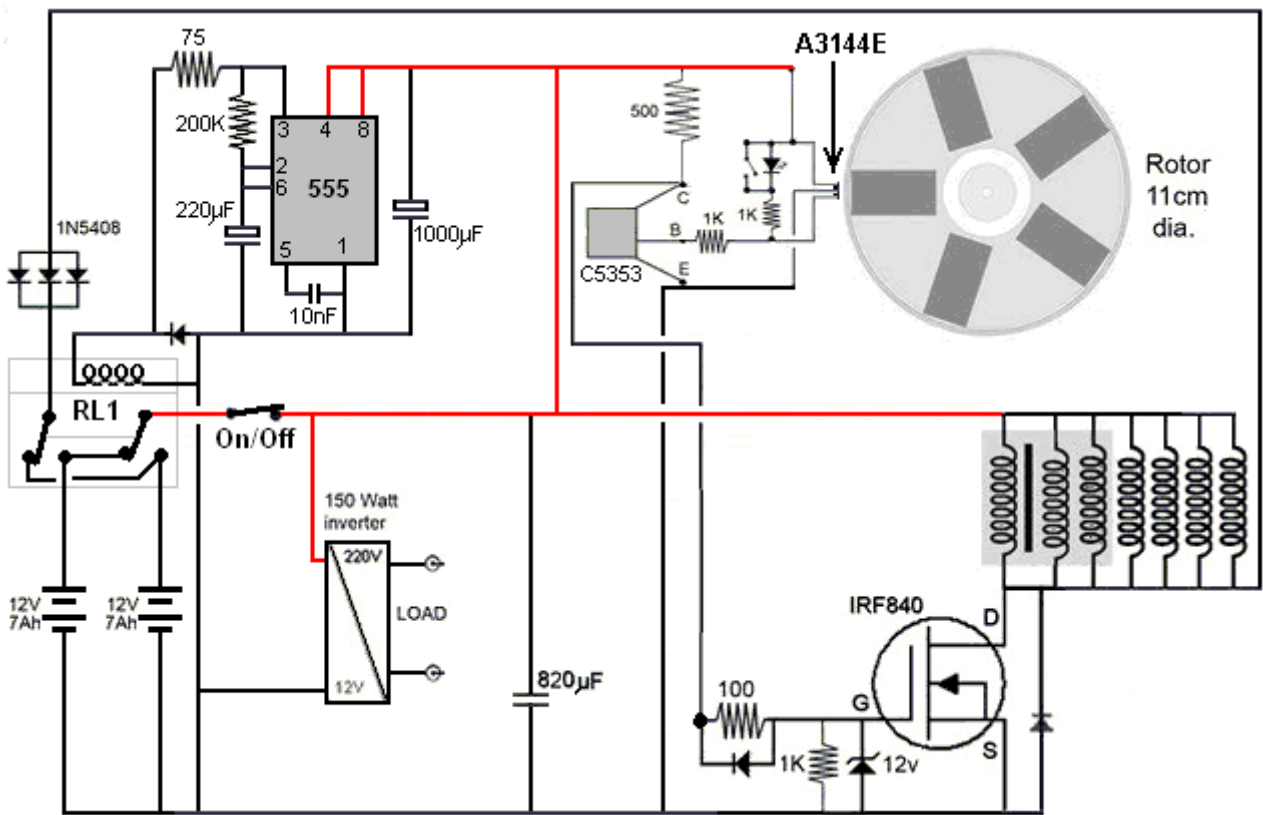 75
A3144E
500
200K
3 4 8
2
6
555
Rotor
11cm
dia.
220µF
1000µF
5 1
C
1K
1K
B
E
C5353
1N5408
10nF
RL1
On/Off
150 Watt
inverter
220V
LOAD
12V
12V
7Ah
12V
7Ah
820µF
IRF840
D
G
S
100
1K
12v